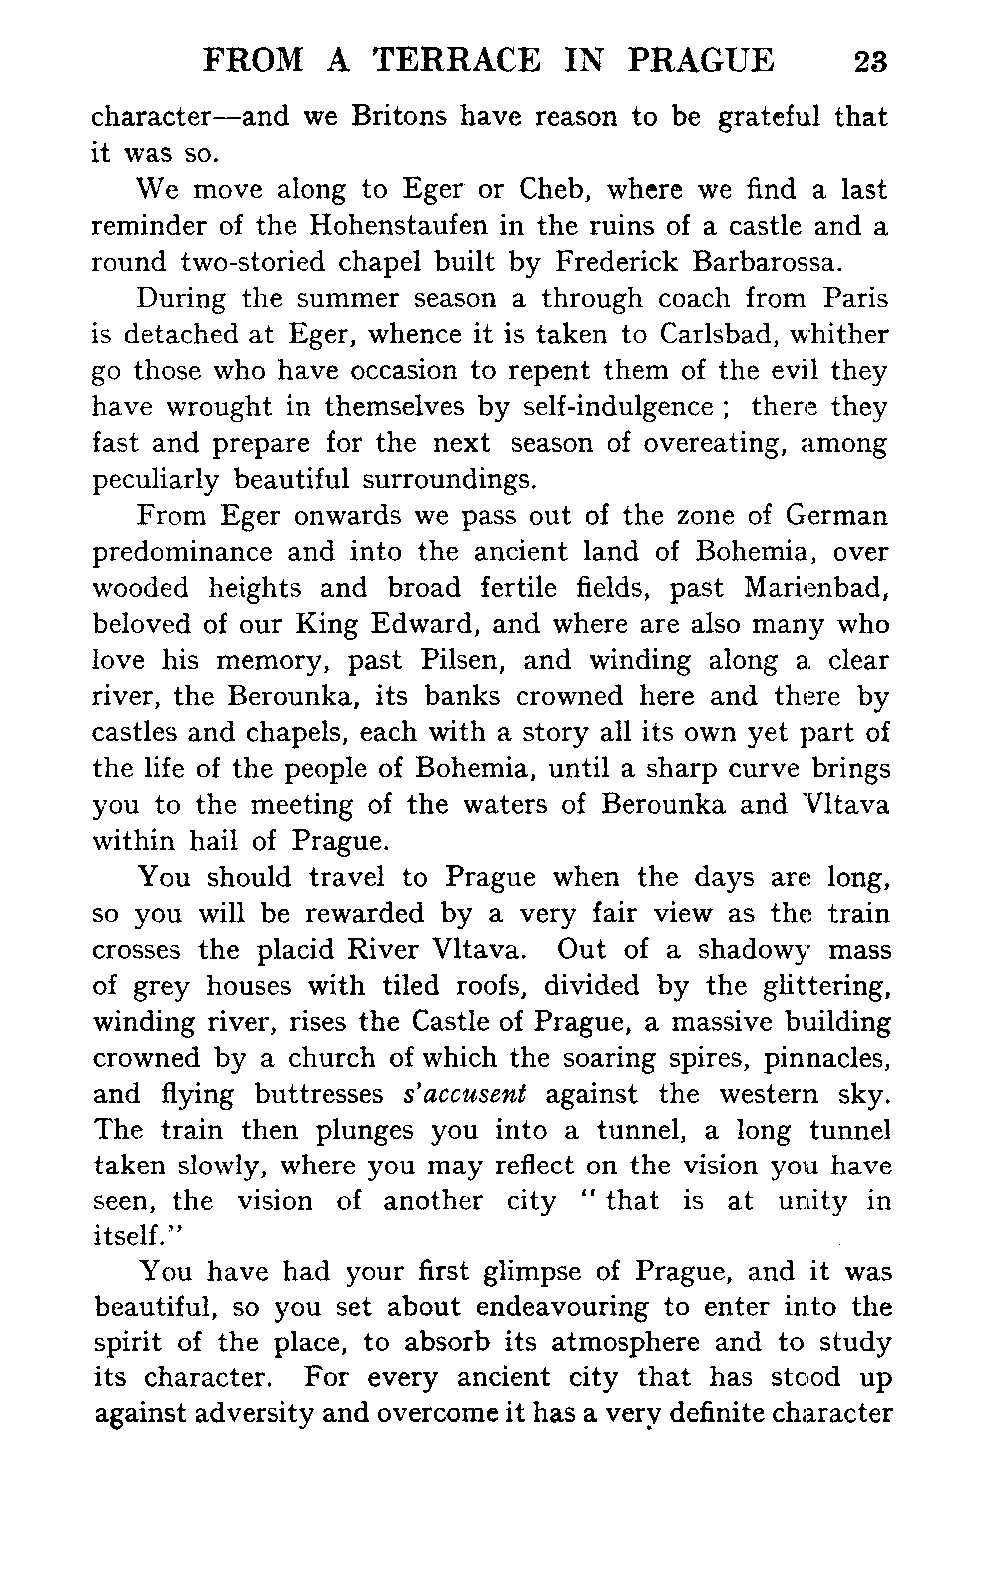 FROM A TERRACE IN PRAGUE 23
character—and we Britons have reason to be grateful that
it was so.
We move along to Eger or Cheb, where we find a last
reminder of the Hohenstaufen in the ruins of a castle and a
round two-storied chapel built by Frederick Barbarossa.
During the summer season a through coach from Paris
is detached at Eger, whence it is taken to Carlsbad, whither
go those who have occasion to repent them of the evil they
have wrought in themselves by self-indulgence ; there they
fast and prepare for the next season of overeating, among
peculiarly beautiful surroundings.
From Eger onwards we pass out of the zone of German
predominance and into the ancient land of Bohemia, over
wooded heights and broad fertile fields, past Marienbad,
beloved of our King Edward, and where are also many who
love his memory, past Pilsen, and winding along a clear
river, the Berounka, its banks crowned here and there by
castles and chapels, each with a story all its own yet part of
the life of the people of Bohemia, until a sharp curve brings
you to the meeting of the waters of Berounka and Vltava
within hail of Prague.
You should travel to Prague when the days are long,
so you will be rewarded by a very fair view as the train
crosses the placid River Vltava. Out of a shadowy mass
of grey houses with tiled roofs, divided by the glittering,
winding river, rises the Castle of Prague, a massive building
crowned by a church of which the soaring spires, pinnacles,
and flying buttresses s'accusent against the western sky.
The train then plunges you into a tunnel, a long tunnel
taken slowly, where you may reflect on the vision you have
seen, the vision of another city " that is at unity in
itself."
You have had your first glimpse of Prague, and it was
beautiful, so you set about endeavouring to enter into the
spirit of the place, to absorb its atmosphere and to study
its character. For every ancient city that has stood up
against adversity and overcome it has a very definite character